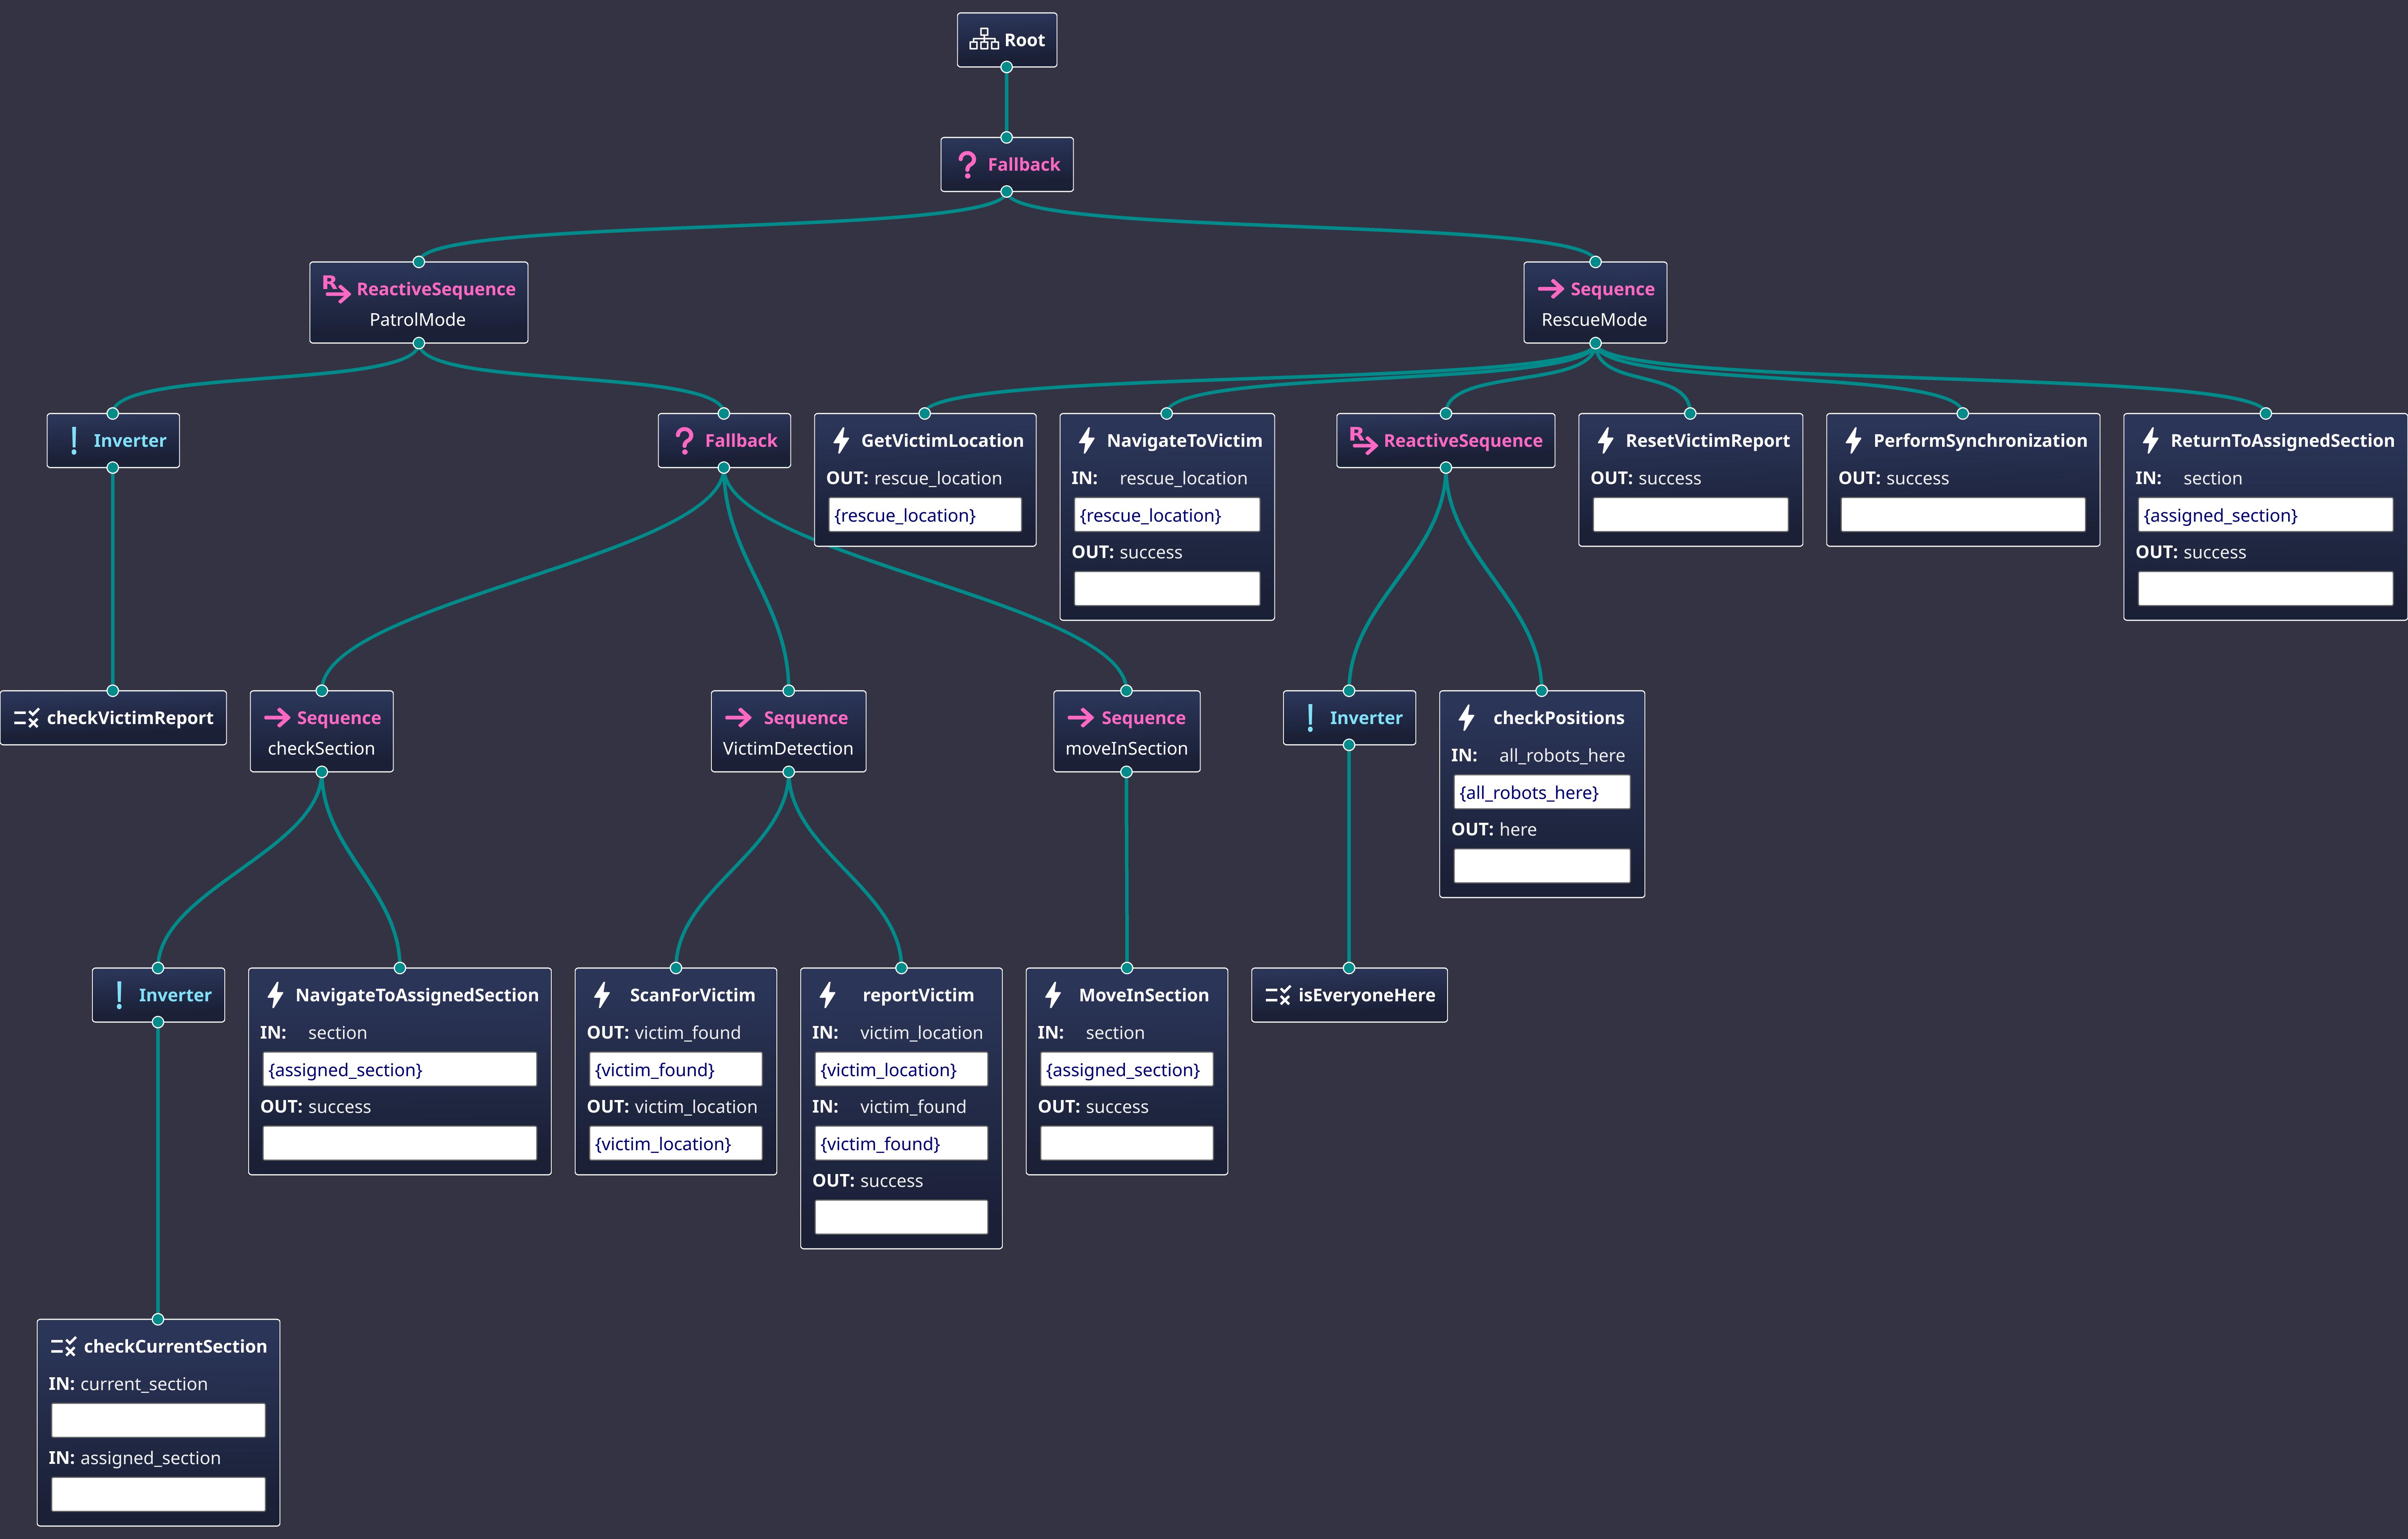 Root
Fallback
R ReactiveSequence
PatrolMode
Sequence
RescueMode
Inverter
Fallback
GetVictimLocation
OUT: rescue_location
{rescue_location}
NavigateToVictim
IN: rescue_location
{rescue_location}
OUT: success
R ReactiveSequence
ResetVictimReport
OUT: success
PerformSynchronization
OUT: success
ReturnToAssignedSection
IN: section
{assigned_section}
OUT: success
checkVictimReport
Sequence
checkSection
Sequence
VictimDetection
Sequence
moveInSection
Inverter
checkPositions
IN: all_robots_here
{all_robots_here}
OUT: here
Inverter
NavigateToAssignedSection
IN: section
{assigned_section}
OUT: success
ScanForVictim
OUT: victim_found
{victim_found}
OUT: victim_location
{victim_location}
reportVictim
IN: victim_location
{victim_location}
IN: victim_found
{victim_found}
OUT: success
MoveInSection
IN: section
{assigned_section}
OUT: success
isEveryoneHere
checkCurrentSection
IN: current_section
IN: assigned_section